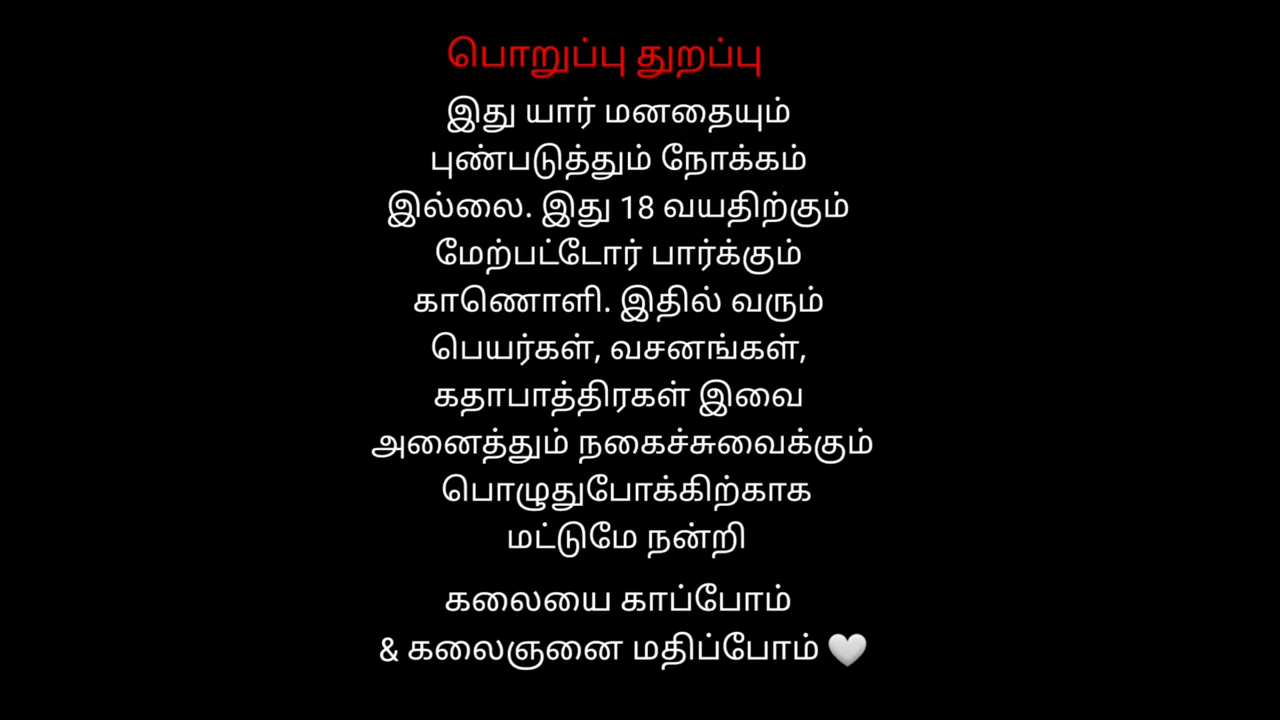 பொறுப்பு துறப்பு
இது யார் மனதையும்
புண்படுத்தும் நோக்கம்
இல்லை. இது 18 வயதிற்கும்
மேற்பட்டோர் பார்க்கும்
காணொளி. இதில் வரும்
பெயர்கள், வசனங்கள்,
கதாபாத்திரகள் இவை
அனைத்தும் நகைச்சுவைக்கும்
பொழுதுபோக்கிற்காக
மட்டுமே நன்றி
கலையை காப்போம்
& கலைஞனை மதிப்போம் 🤍